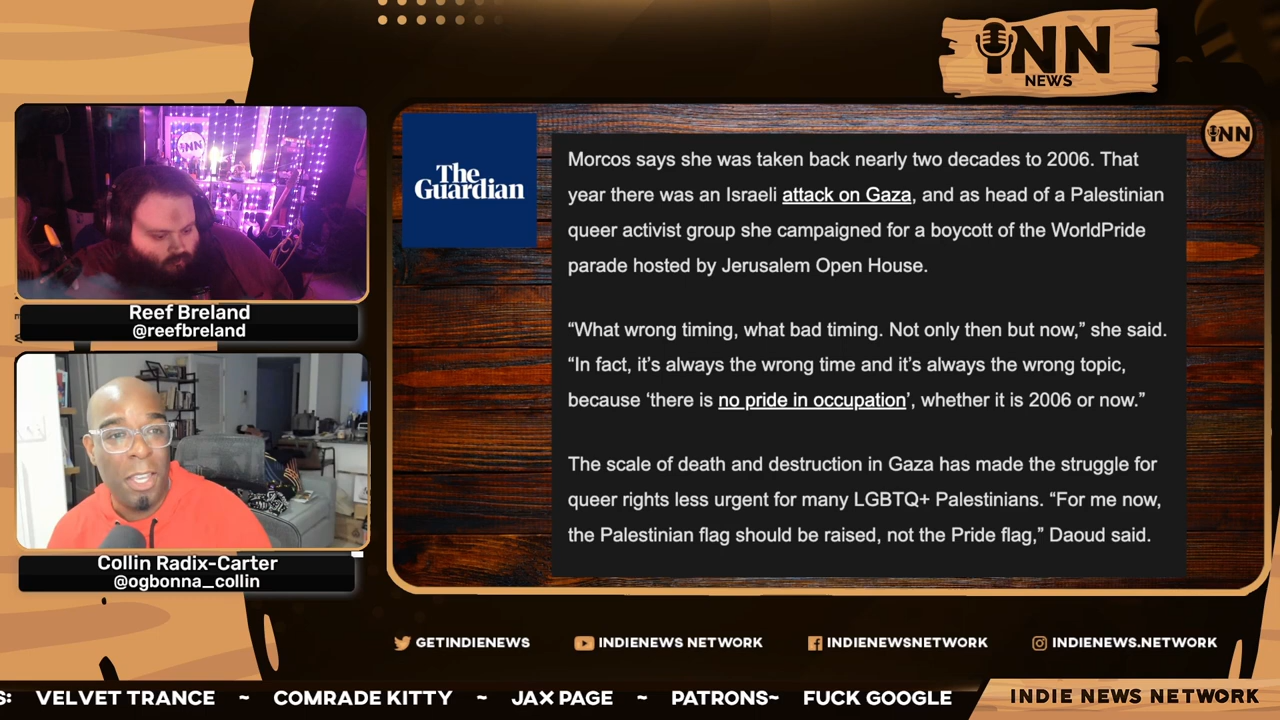 iNN
NEWS
iNN
iNN
The
Guardian
Morcos says she was taken back nearly two decades to 2006. That
year there was an Israeli attack on Gaza, and as head of a Palestinian
queer activist group she campaigned for a boycott of the WorldPride
parade hosted by Jerusalem Open House.
“What wrong timing, what bad timing. Not only then but now,” she said.
“In fact, it’s always the wrong time and it’s always the wrong topic,
because ‘there is no pride in occupation’, whether it is 2006 or now.”
The scale of death and destruction in Gaza has made the struggle for
queer rights less urgent for many LGBTQ+ Palestinians. “For me now,
the Palestinian flag should be raised, not the Pride flag,” Daoud said.
Reef Breland
@reefbreland
Collin Radix-Carter
@ogbonna_collin
GETINDIENEWS
INDIENEWS NETWORK
INDIENEWSNETWORK
INDIENEWS.NETWORK
S: VELVET TRANCE ~ COMRADE KITTY ~ JAX PAGE ~ PATRONS~ FUCK GOOGLE
INDIE NEWS NETWORK